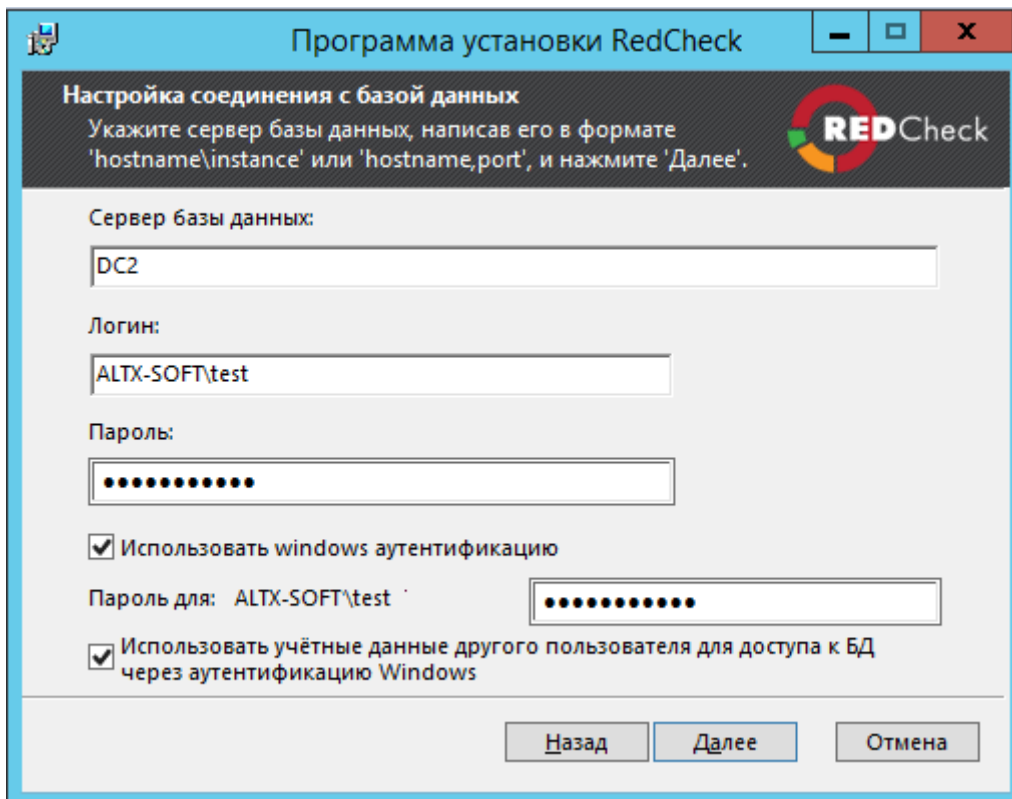 Программа установки RedCheck
Настройка соединения с базой данных
Укажите сервер базы данных, написав его в формате
'hostname\instance' или 'hostname,port', и нажмите 'Далее'.
REDCheck
Сервер базы данных:
DC2
Логин:
ALTX-SOFT\test
Пароль:
•••••••••••
Использовать windows аутентификацию
Пароль для: ALTX-SOFT\test •••••••••••
Использовать учётные данные другого пользователя для доступа к БД
через аутентификацию Windows
Назад Далее Отмена